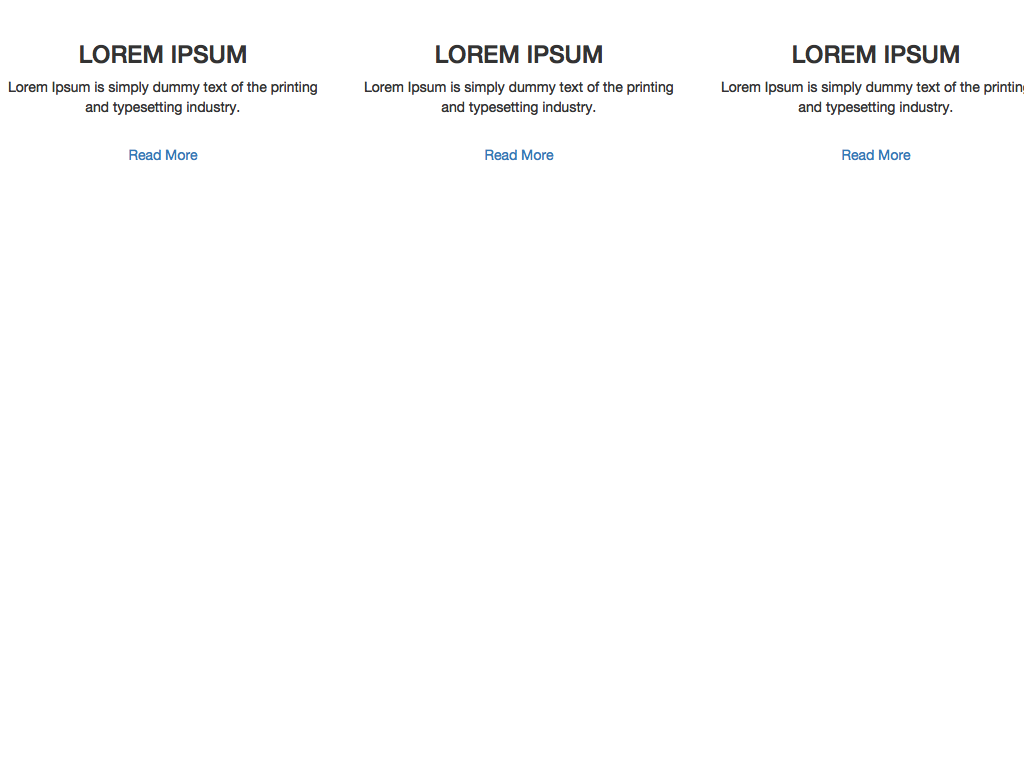 LOREM IPSUM
Lorem Ipsum is simply dummy text of the printing
and typesetting industry.
Read More
LOREM IPSUM
Lorem Ipsum is simply dummy text of the printing
and typesetting industry.
Read More
LOREM IPSUM
Lorem Ipsum is simply dummy text of the printing
and typesetting industry.
Read More